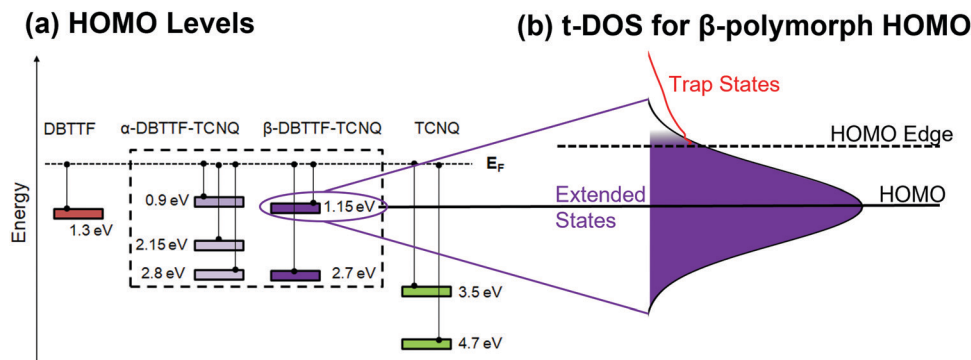 (a) HOMO Levels
(b) t-DOS for β-polymorph HOMO
Trap States
DBTTF α-DBTTF-TCNQ β-DBTTF-TCNQ TCNQ
HOMO Edge
E_F
Energy
0.9 eV
1.15 eV
Extended
States
HOMO
1.3 eV
2.15 eV
2.8 eV
2.7 eV
3.5 eV
4.7 eV